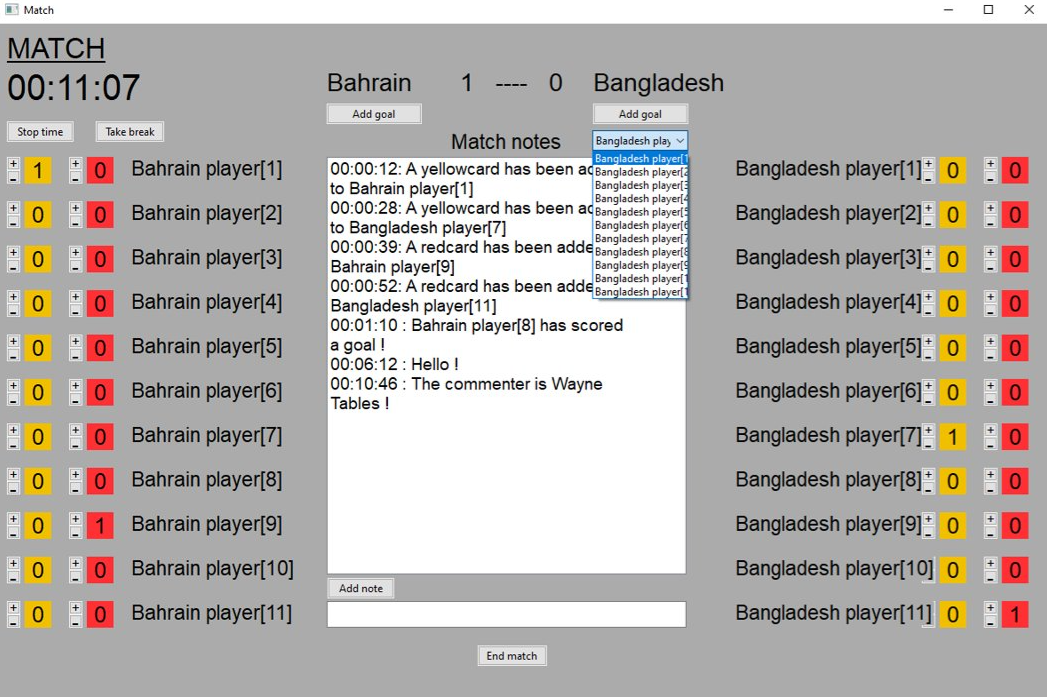 Match
MATCH
00:11:07
Bahrain 1 ---- 0 Bangladesh
Add goal Add goal
Stop time Take break
Match notes
Bangladesh play
Bangladesh player[1
Bangladesh player[2
Bangladesh player[3
Bangladesh player[4
Bangladesh player[5
Bangladesh player[6
Bangladesh player[7
Bangladesh player[8
Bangladesh player[9
Bangladesh player[1
Bangladesh player[1
+ - 1 + - 0 Bahrain player[1]
+ - 0 + - 0 Bahrain player[2]
+ - 0 + - 0 Bahrain player[3]
+ - 0 + - 0 Bahrain player[4]
+ - 0 + - 0 Bahrain player[5]
+ - 0 + - 0 Bahrain player[6]
+ - 0 + - 0 Bahrain player[7]
+ - 0 + - 0 Bahrain player[8]
+ - 0 + - 1 Bahrain player[9]
+ - 0 + - 0 Bahrain player[10]
+ - 0 + - 0 Bahrain player[11]
00:00:12: A yellowcard has been ad
to Bahrain player[1]
00:00:28: A yellowcard has been ad
to Bangladesh player[7]
00:00:39: A redcard has been adde
Bahrain player[9]
00:00:52: A redcard has been adde
Bangladesh player[11]
00:01:10 : Bahrain player[8] has scored
a goal !
00:06:12 : Hello !
00:10:46 : The commenter is Wayne
Tables !
Add note
End match
Bangladesh player[1] + - 0 + - 0
Bangladesh player[2] + - 0 + - 0
Bangladesh player[3] + - 0 + - 0
Bangladesh player[4] + - 0 + - 0
Bangladesh player[5] + - 0 + - 0
Bangladesh player[6] + - 0 + - 0
Bangladesh player[7] + - 1 + - 0
Bangladesh player[8] + - 0 + - 0
Bangladesh player[9] + - 0 + - 0
Bangladesh player[10] 0 + - 0
Bangladesh player[11] 0 + - 1